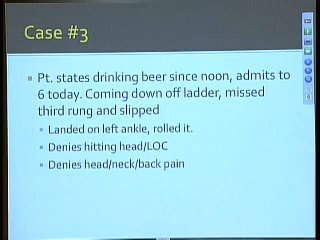 Case #3
Pt. states drinking beer since noon, admits to
6 today. Coming down off ladder, missed
third rung and slipped
Landed on left ankle, rolled it.
Denies hitting head/LOC
Denies head/neck/back pain